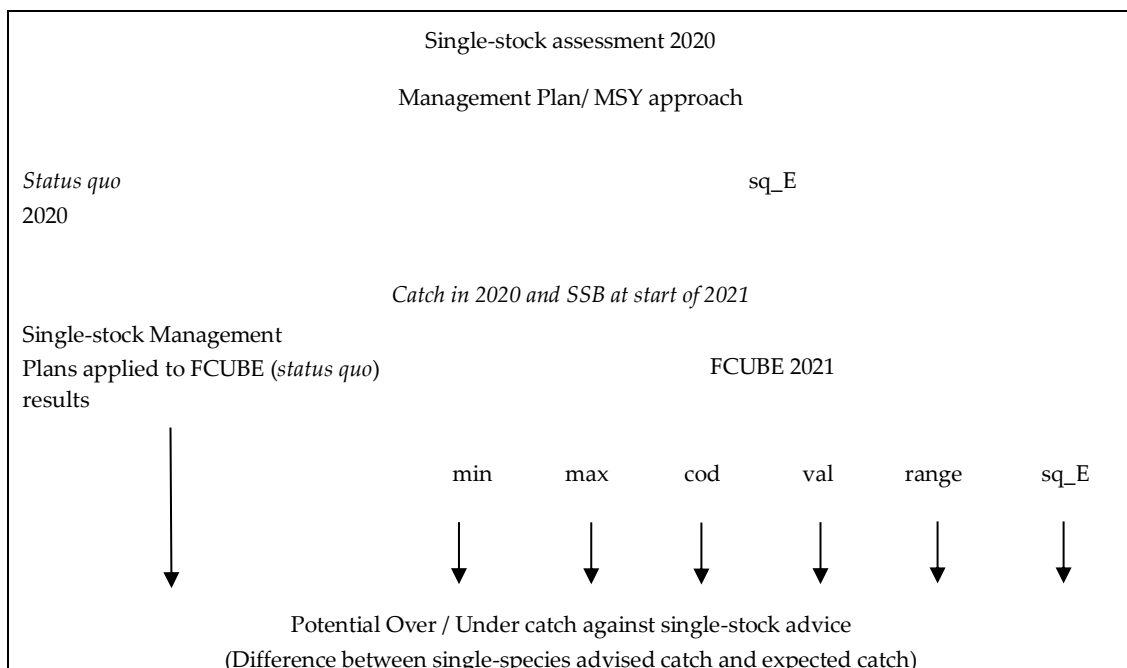 Single-stock assessment 2020
Management Plan/ MSY approach
Status quo sq_E
2020
Catch in 2020 and SSB at start of 2021
Single-stock Management
Plans applied to FCUBE (status quo) FCUBE 2021
results
min max cod val range sq_E
Potential Over / Under catch against single-stock advice
(Difference between single-species advised catch and expected catch)